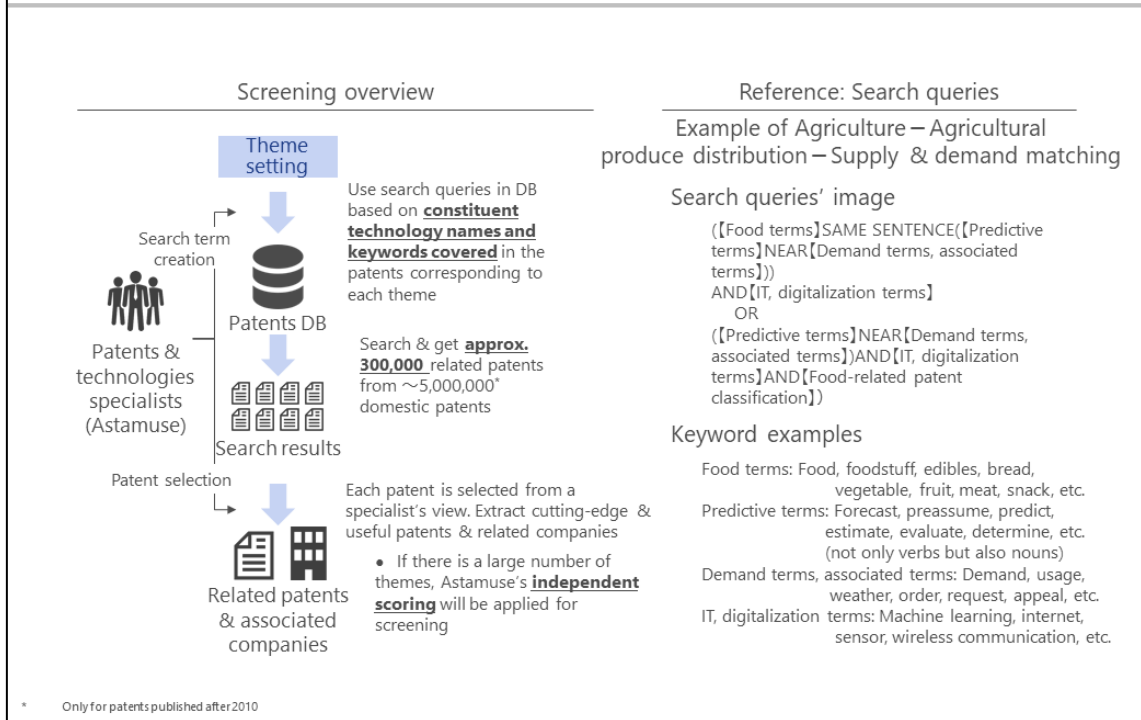 Screening overview
Theme
setting
Use search queries in DB
based on constituent
technology names and
keywords covered in the
patents corresponding to
each theme
Search term
creation
Patents DB
Patents &
technologies
specialists
(Astamuse)
Search & get approx.
300,000 related patents
from ～5,000,000*
domestic patents
Search results
Patent selection
Each patent is selected from a
specialist's view. Extract cutting-edge &
useful patents & related companies
• If there is a large number of
themes, Astamuse's independent
scoring will be applied for
screening
Related patents
& associated
companies
Reference: Search queries
Example of Agriculture－Agricultural
produce distribution－Supply & demand matching
Search queries' image
(【Food terms】SAME SENTENCE(【Predictive
terms】NEAR【Demand terms, associated
terms】))
AND【IT, digitalization terms】
OR
(【Predictive terms】NEAR【Demand terms,
associated terms】)AND【IT, digitalization
terms】AND【Food-related patent
classification】)
Keyword examples
Food terms: Food, foodstuff, edibles, bread,
vegetable, fruit, meat, snack, etc.
Predictive terms: Forecast, preassume, predict,
estimate, evaluate, determine, etc.
(not only verbs but also nouns)
Demand terms, associated terms: Demand, usage,
weather, order, request, appeal, etc.
IT, digitalization terms: Machine learning, internet,
sensor, wireless communication, etc.
* Only for patents published after 2010